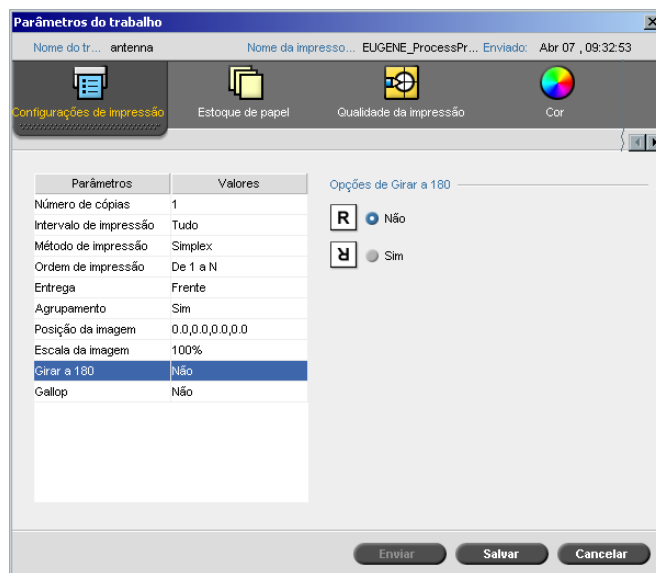 Parâmetros do trabalho
Nome do tr... antenna Nome da impresso... EUGENE_ProcessPr... Enviado: Abr 07 , 09:32:53
Configurações de impressão Estoque de papel Qualidade da impressão Cor
Parâmetros Valores
Número de cópias 1
Intervalo de impressão Tudo
Método de impressão Simplex
Ordem de impressão De 1 a N
Entrega Frente
Agrupamento Sim
Posição da imagem 0.0,0.0,0.0,0.0
Escala da imagem 100%
Girar a 180 Não
Gallop Não
Opções de Girar a 180
R Não
R Sim
Enviar Salvar Cancelar